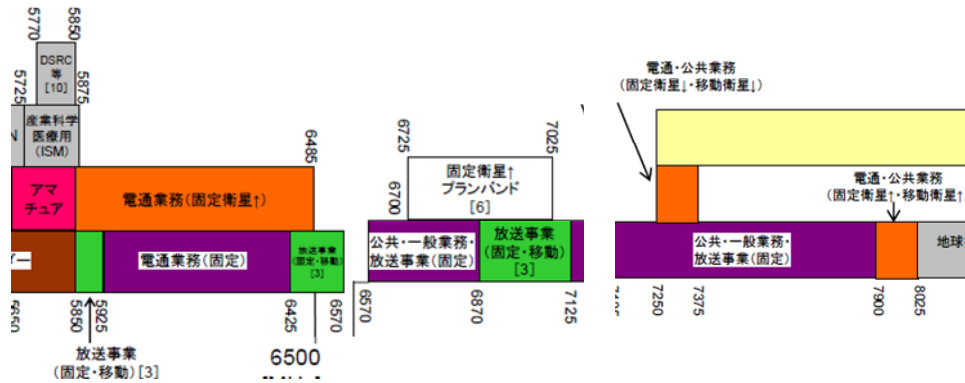 5770
5850
DSRC
等
[10]
5725
5875
産業科学
医療用
(ISM)
アマ
チュア
電通業務(固定衛星↑)
6485
電通業務(固定)
放送事業
(固定・移動)
[3]
5850
5925
6425
6570
放送事業
(固定・移動)[3]
6500
6725
7025
固定衛星↑
プランバンド
[6]
6700
公共・一般業務・
放送事業(固定)
放送事業
(固定・移動)
[3]
6570
6870
7125
電通・公共業務
(固定衛星↓・移動衛星↓)
電通・公共業務
(固定衛星↑・移動衛星↑
公共・一般業務・
放送事業(固定)
地球
7250
7375
7900
8025